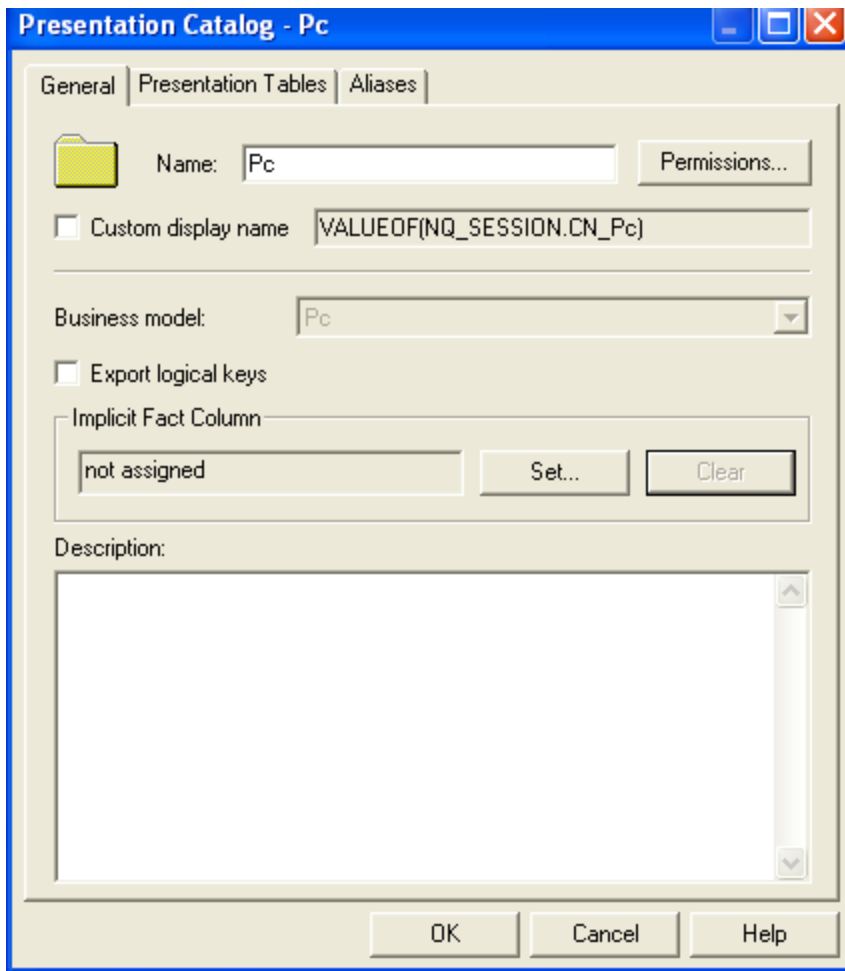 Presentation Catalog - Pc
General Presentation Tables Aliases
Name: Pc Permissions...
Custom display name VALUEOF(NQ_SESSION.CN_Pc)
Business model: Pc
Export logical keys
Implicit Fact Column
not assigned Set... Clear
Description:
OK Cancel Help